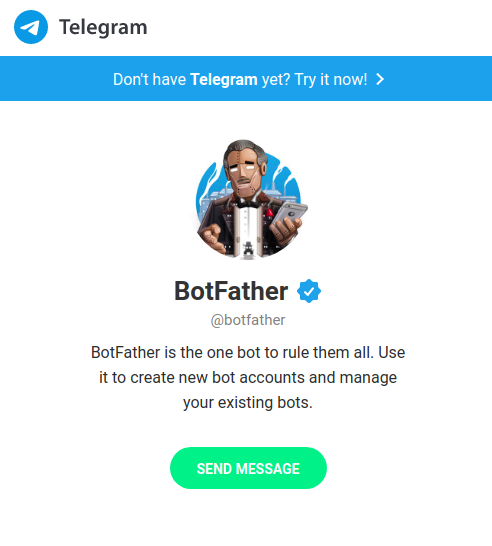 Telegram
Don't have Telegram yet? Try it now!
BotFather
@botfather
BotFather is the one bot to rule them all. Use
it to create new bot accounts and manage
your existing bots.
SEND MESSAGE